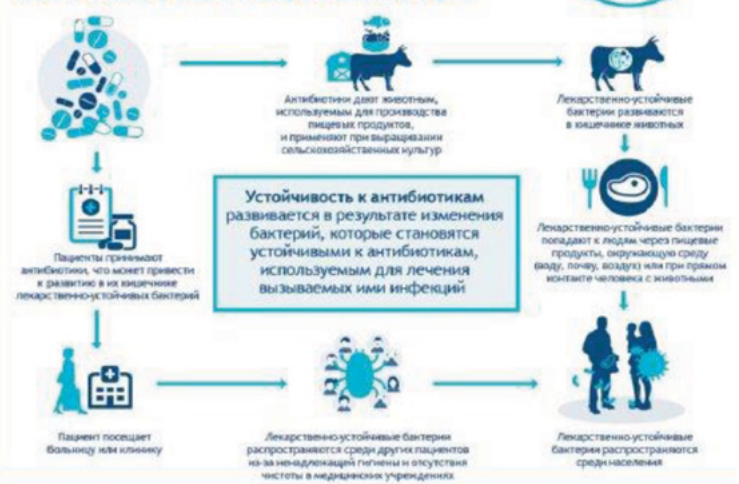 Антибиотики дают животным,
используемым для производства
пищевых продуктов,
и применяют при выращивании
сельскохозяйственных культур
Лекарственно-устойчивые
бактерии развиваются
в кишечнике животных
Пациенты принимают
антибиотики, что может привести
к развитию в их кишечнике
лекарственно-устойчивых бактерий
Устойчивость к антибиотикам
развивается в результате изменения
бактерий, которые становятся
устойчивыми к антибиотикам,
используемым для лечения
вызываемых ими инфекций
Лекарственно-устойчивые бактерии
попадают к людям через пищевые
продукты, окружающую среду
(воду, почву, воздух) или при прямом
контакте человека с животными
Пациент посещает
больницу или клинику
Лекарственно-устойчивые бактерии
распространяются среди других пациентов
из-за ненадлежащей гигиены и отсутствия
чистоты в медицинских учреждениях
Лекарственно-устойчивые
бактерии распространяются
среди населения